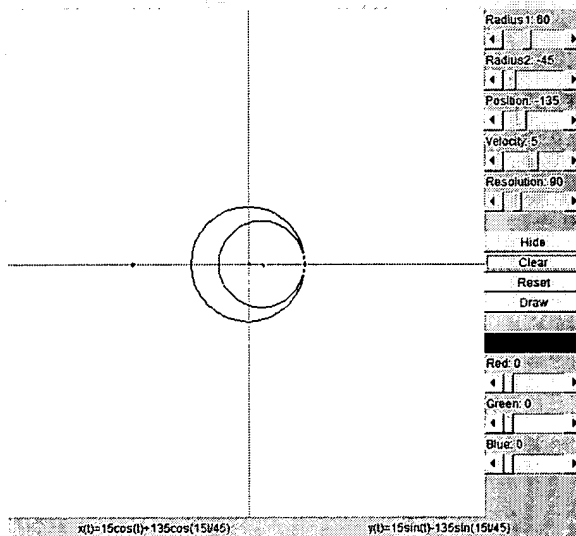 Radius1: 60
Radius2: -45
Position: -135
Velocity: 5
Resolution: 90
Hide
Clear
Reset
Draw
Red: 0
Green: 0
Blue: 0
x(t)=15cos(t)+135cos(15t/45)
y(t)=15sin(t)-135sin(15t/45)